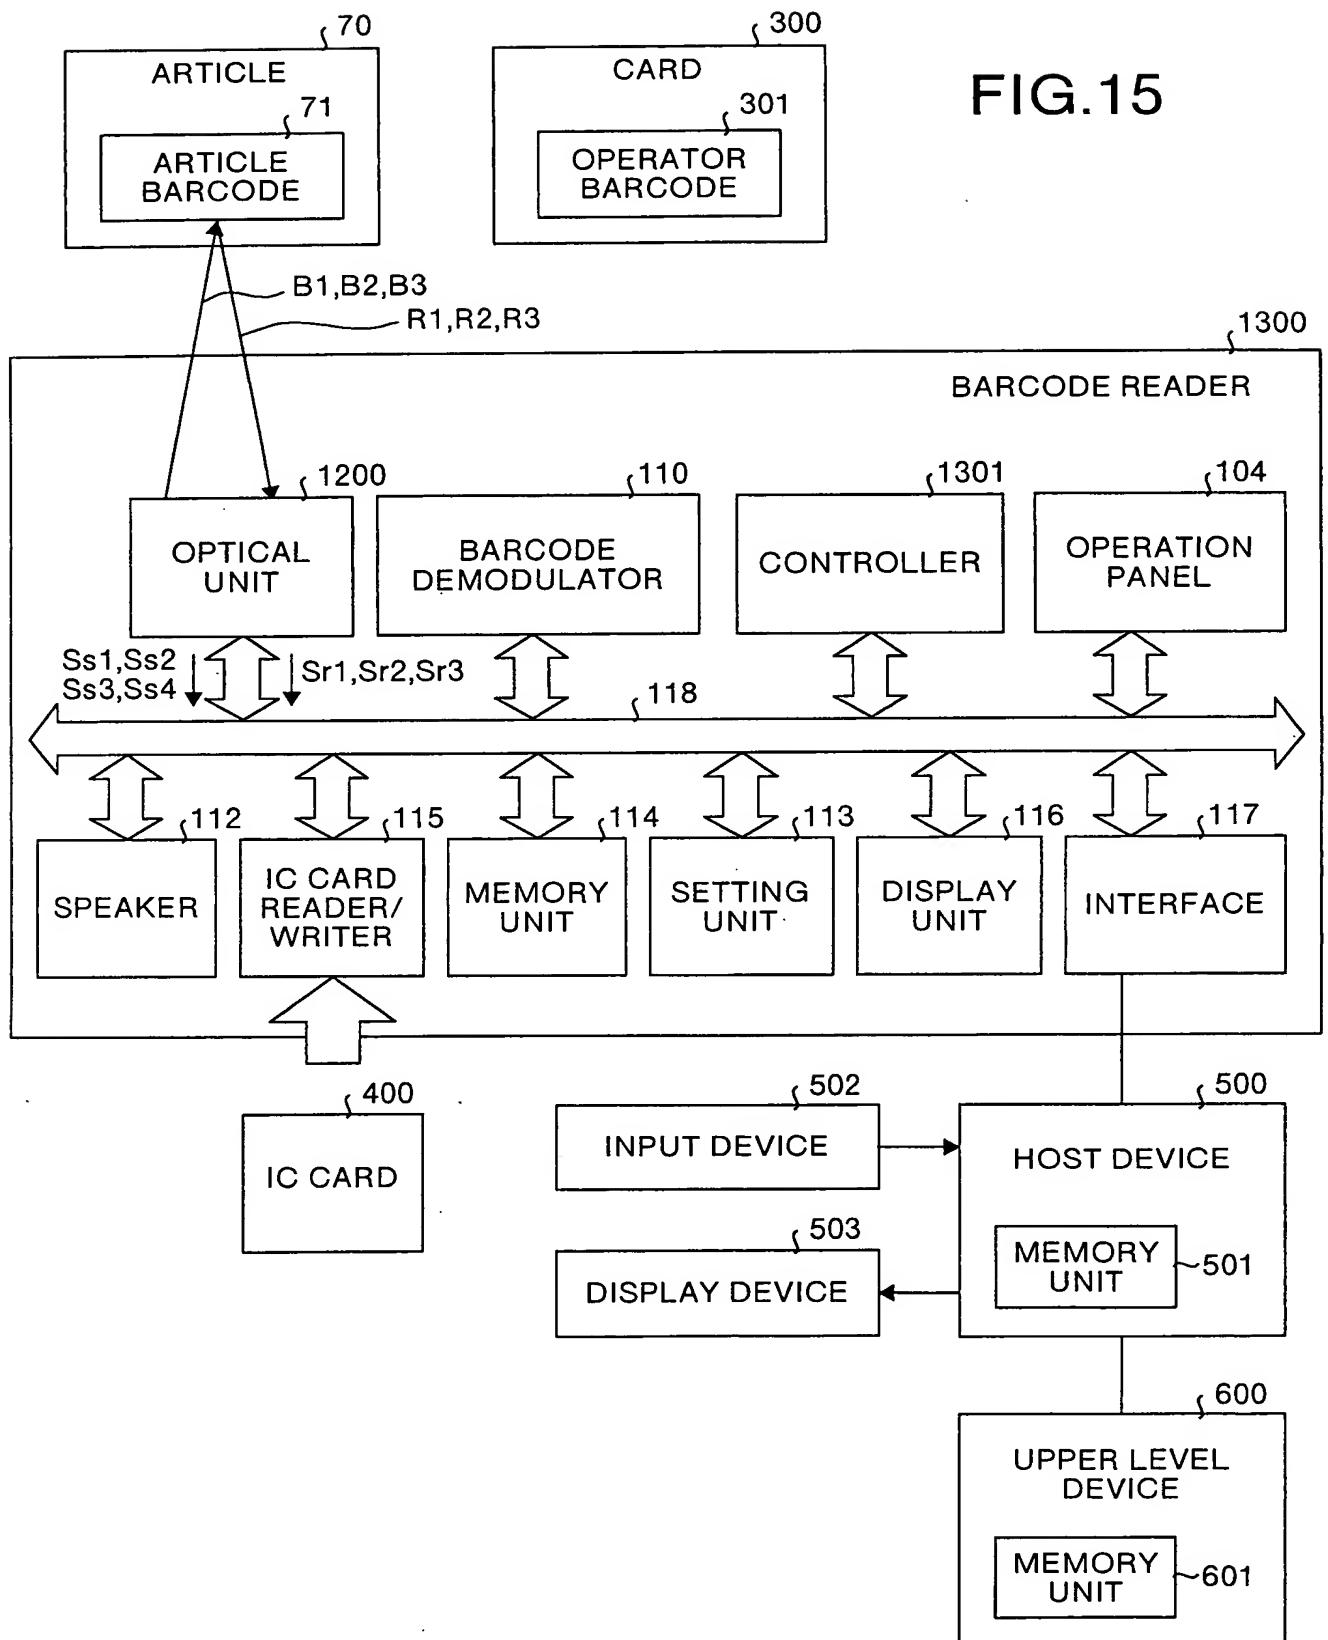 70
300
ARTICLE
CARD
FIG.15
71
301
ARTICLE
BARCODE
OPERATOR
BARCODE
B1,B2,B3
R1,R2,R3
1300
BARCODE READER
1200
110
1301
104
OPTICAL
UNIT
BARCODE
DEMODULATOR
CONTROLLER
OPERATION
PANEL
Ss1,Ss2
Ss3,Ss4
Sr1,Sr2,Sr3
118
112
115
114
113
116
117
SPEAKER
IC CARD
READER/
WRITER
MEMORY
UNIT
SETTING
UNIT
DISPLAY
UNIT
INTERFACE
400
502
500
IC CARD
INPUT DEVICE
HOST DEVICE
503
DISPLAY DEVICE
MEMORY
UNIT
501
600
UPPER LEVEL
DEVICE
MEMORY
UNIT
601